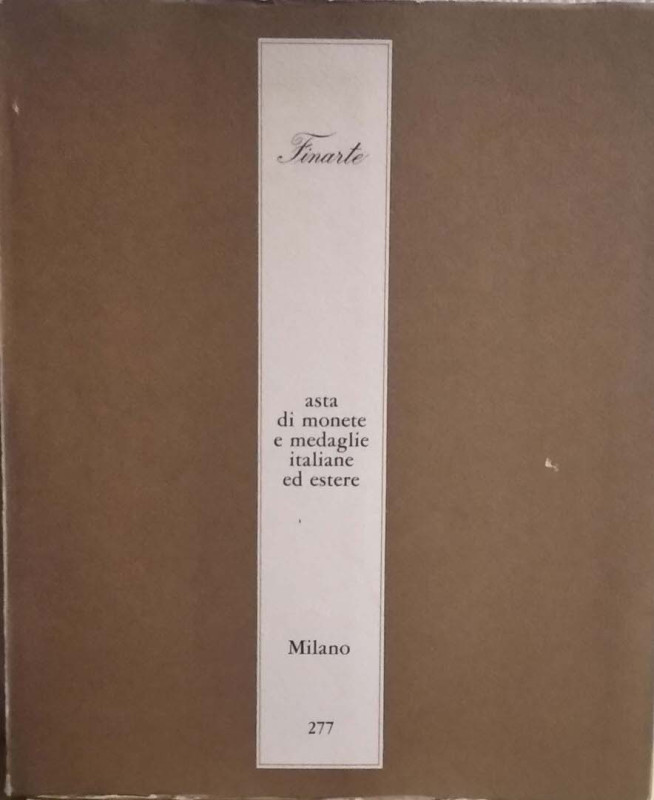 Finarte
asta
di monete
e medaglie
italiane
ed estere
Milano
277